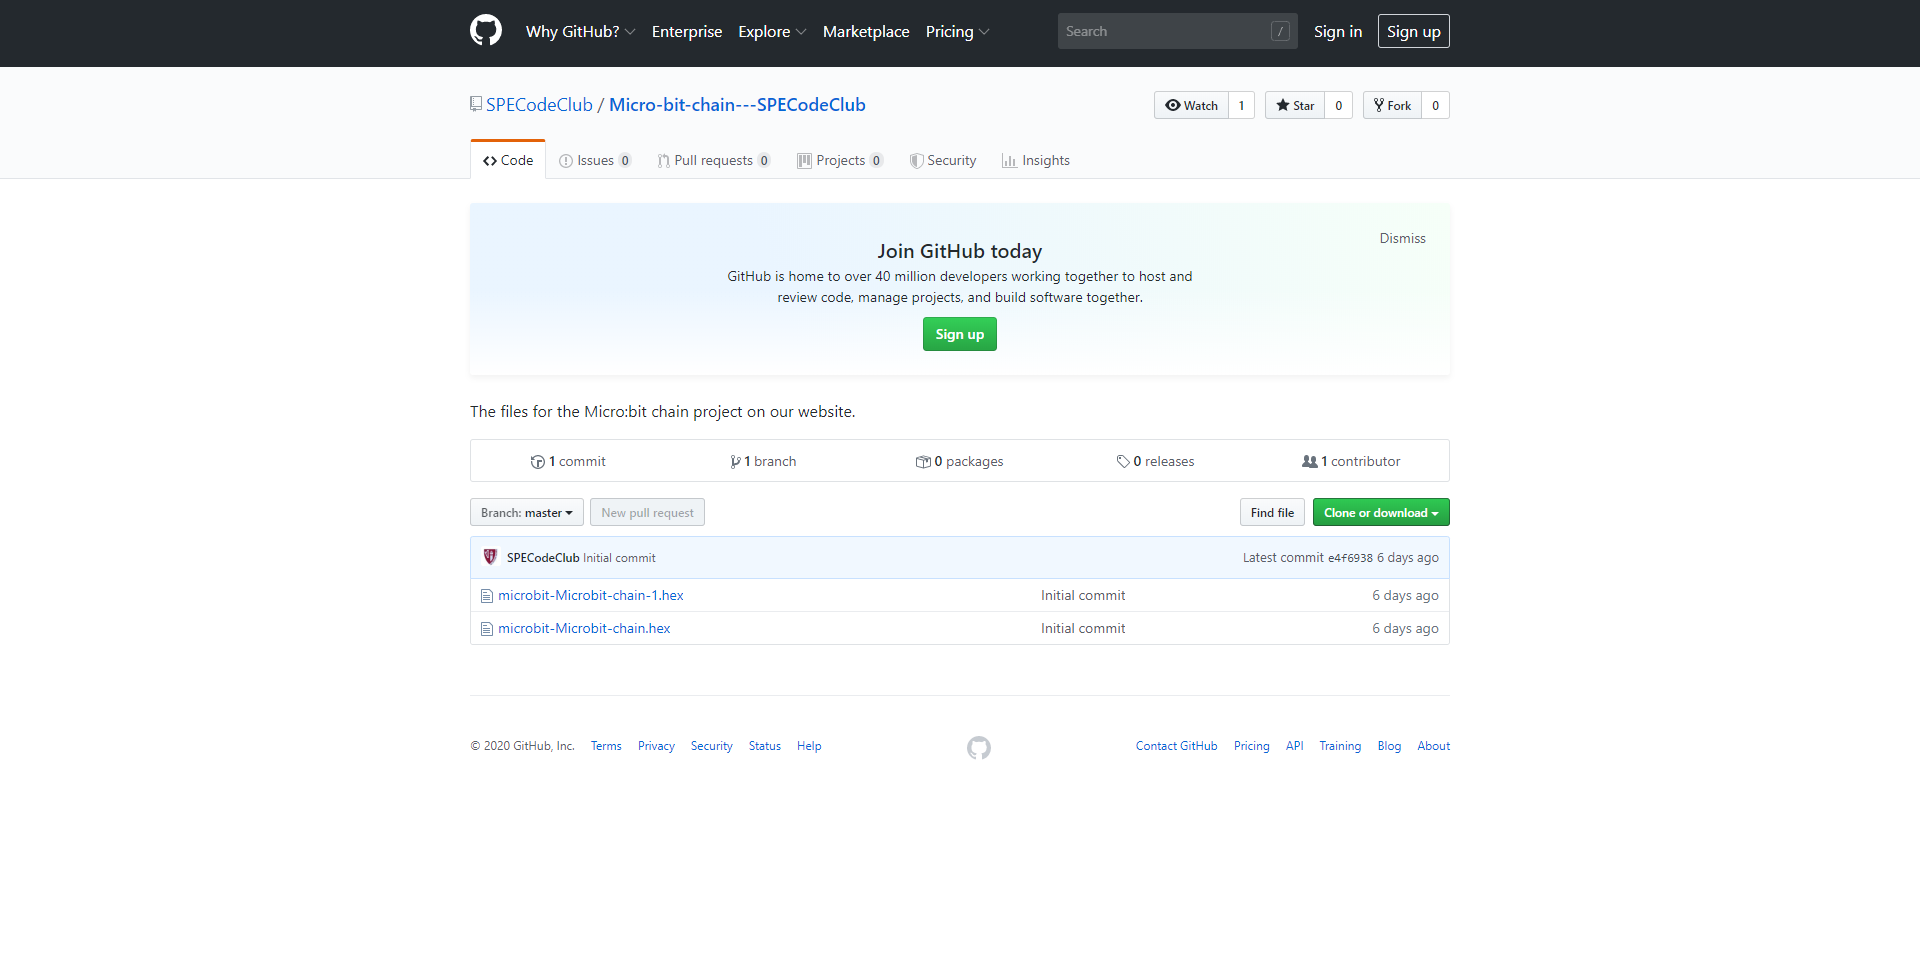 Why GitHub? Enterprise Explore Marketplace Pricing Search / Sign in Sign up
SPECodeClub / Micro-bit-chain---SPECodeClub Watch 1 Star 0 Fork 0
Code Issues 0 Pull requests 0 Projects 0 Security Insights
Dismiss
Join GitHub today
GitHub is home to over 40 million developers working together to host and
review code, manage projects, and build software together.
Sign up
The files for the Micro:bit chain project on our website.
1 commit 1 branch 0 packages 0 releases 1 contributor
Branch: master New pull request Find file Clone or download
SPECodeClub Initial commit Latest commit e4f6938 6 days ago
microbit-Microbit-chain-1.hex Initial commit 6 days ago
microbit-Microbit-chain.hex Initial commit 6 days ago
© 2020 GitHub, Inc. Terms Privacy Security Status Help Contact GitHub Pricing API Training Blog About